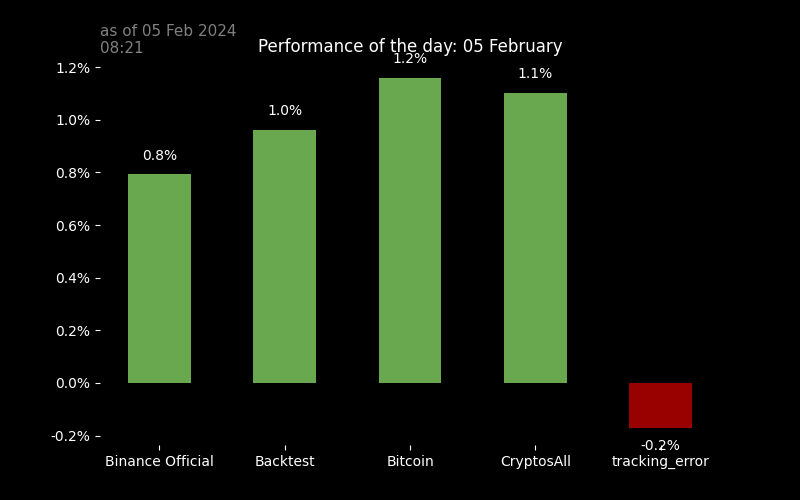 as of 05 Feb 2024
08:21
Performance of the day: 05 February
1.2%
1.0%
0.8%
0.6%
0.4%
0.2%
0.0%
-0.2%
0.8%
1.0%
1.2%
1.1%
-0.2%
Binance Official
Backtest
Bitcoin
CryptosAll
tracking_error